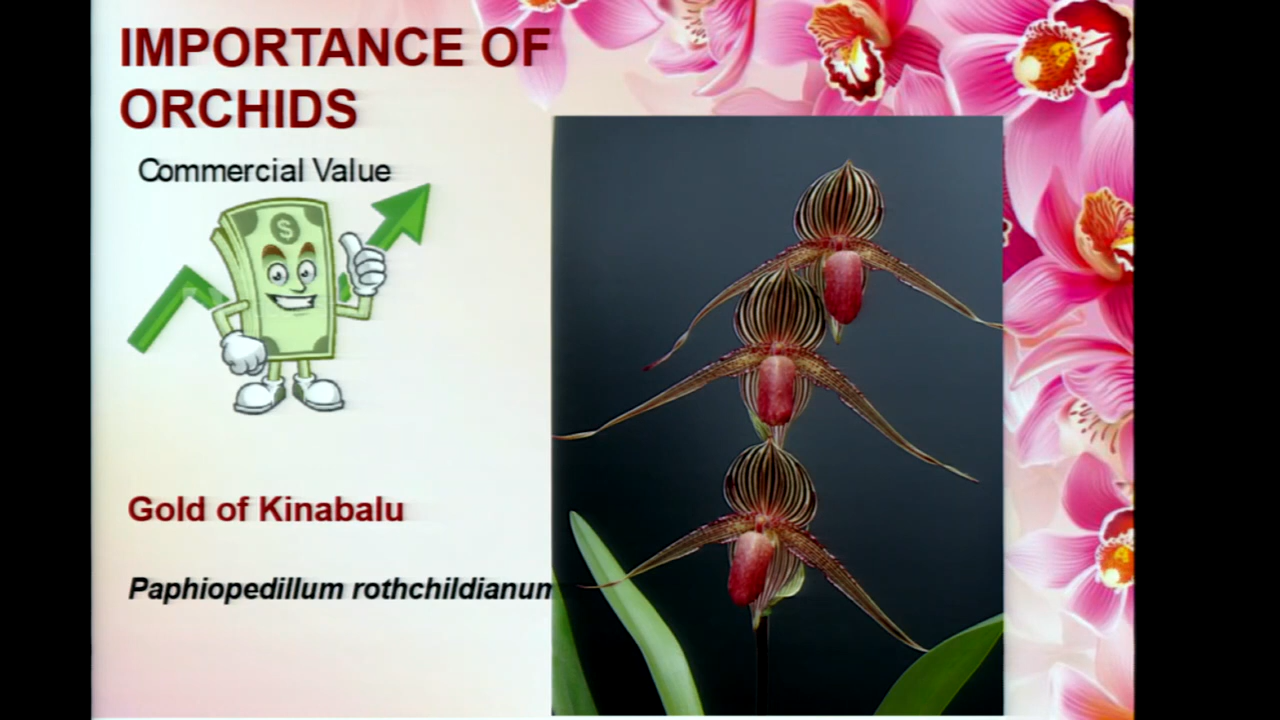 IMPORTANCE OF
ORCHIDS
Commercial Value
$
Gold of Kinabalu
Paphiopedillum rothchildianum